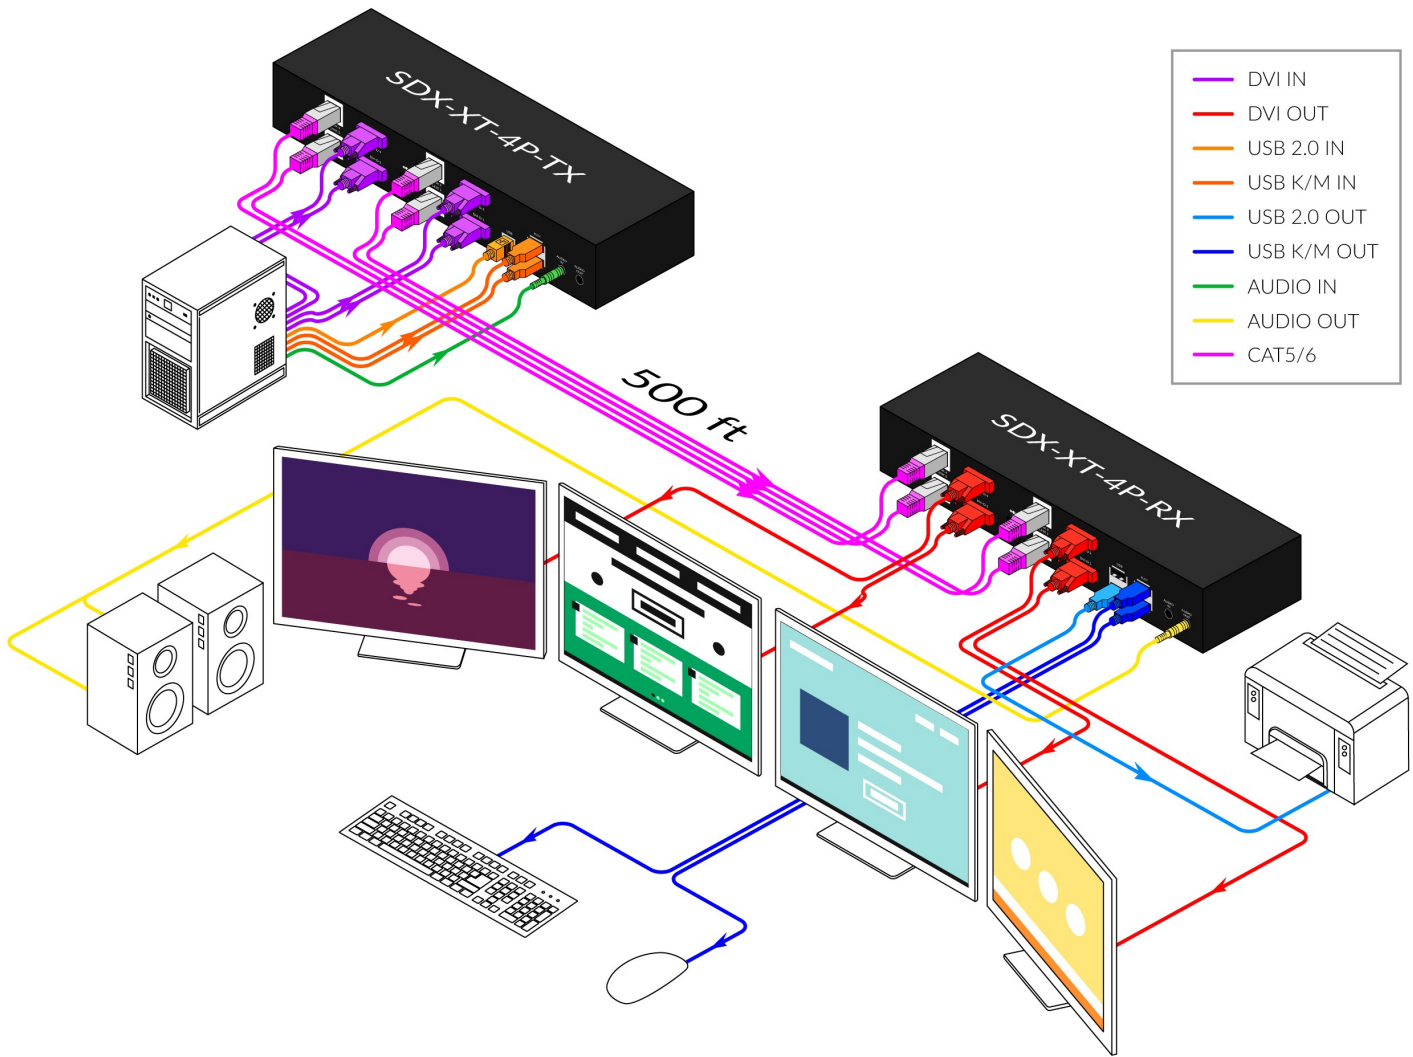 SDX-XT-4P-TX
DVI IN
DVI OUT
USB 2.0 IN
USB K/M IN
USB 2.0 OUT
USB K/M OUT
AUDIO IN
AUDIO OUT
CAT5/6
500 ft
SDX-XT-4P-RX